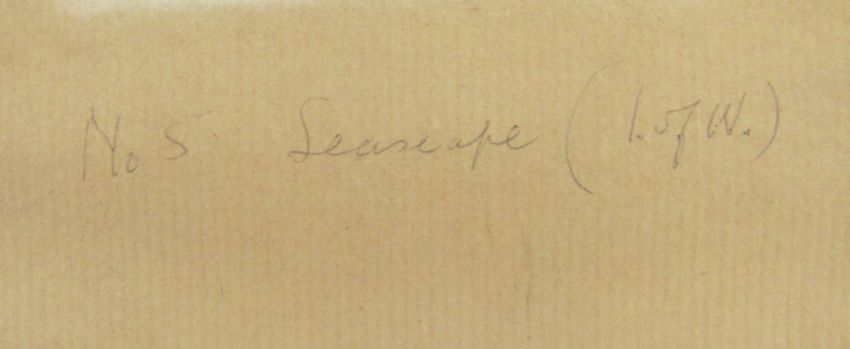 No 5 Seascape (I. of W.)